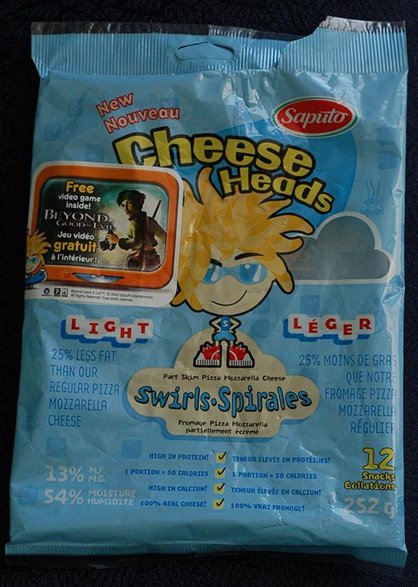 New
Nouveau
Saputo
Cheese
Heads
Free
video game
inside!
BEYOND
GOOD & EVIL
Jeu vidéo
gratuit
à l'intérieur!
LIGHT
LÉGER
25% LESS FAT
THAN OUR
REGULAR PIZZA
MOZZARELLA
CHEESE
25% MOINS DE GRAS
QUE NOTRE
FROMAGE PIZZA
MOZZARELLA
RÉGULIER
S
Part Skim Pizza Mozzarella Cheese
Swirls·Spirales
Fromage Pizza Mozzarella
partiellement écrémé
13% M.F.
M.G.
54% MOISTURE
HUMIDITÉ
HIGH IN PROTEIN! ✓ TENEUR ÉLEVÉE EN PROTÉINES!
1 PORTION = 50 CALORIES ✓ 1 PORTION = 50 CALORIES
HIGH IN CALCIUM! ✓ TENEUR ÉLEVÉE EN CALCIUM!
100% REAL CHEESE! ✓ 100% VRAI FROMAGE!
12
Snacks
Collations
252 g